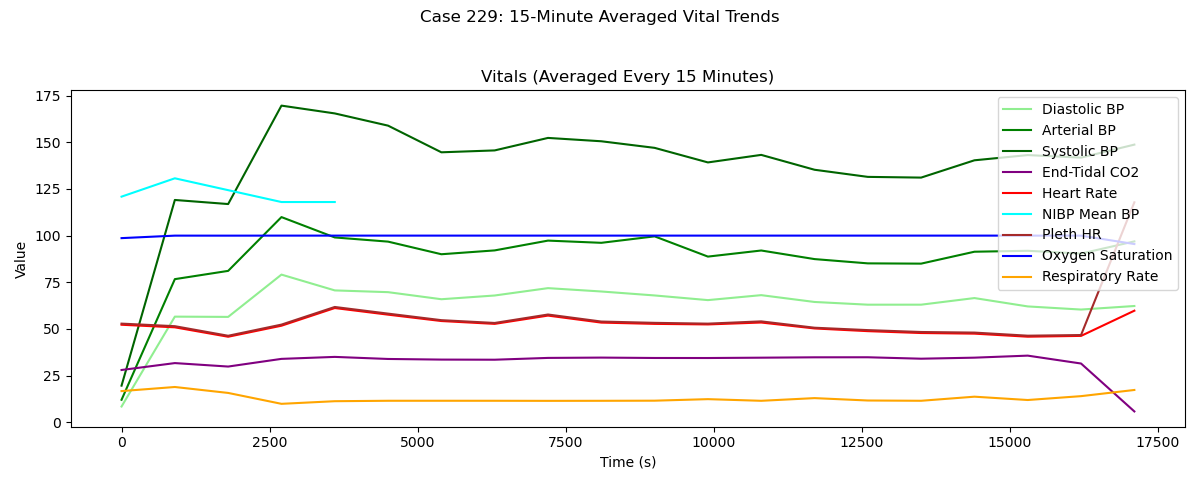 Case 229: 15-Minute Averaged Vital Trends
Vitals (Averaged Every 15 Minutes)
175
150
125
100
75
50
25
0
Value
Diastolic BP
Arterial BP
Systolic BP
End-Tidal CO2
Heart Rate
NIBP Mean BP
Pleth HR
Oxygen Saturation
Respiratory Rate
0 2500 5000 7500 10000 12500 15000 17500
Time (s)